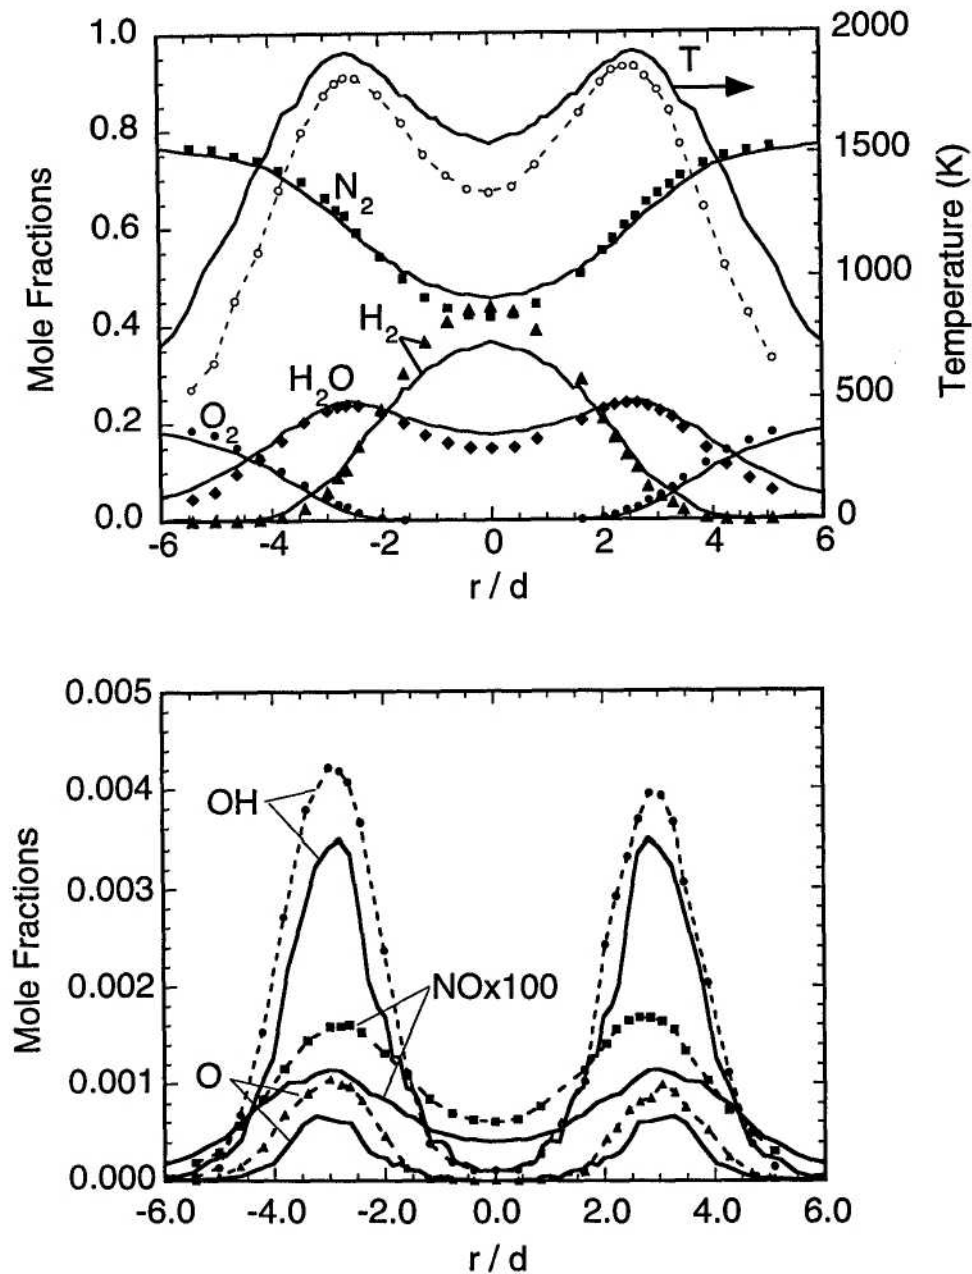 1.0
0.8
0.6
0.4
0.2
0.0
Mole Fractions
2000
1500
1000
500
0
Temperature (K)
T
N2
H2
H2O
O2
-6 -4 -2 0 2 4 6
r / d
0.005
0.004
0.003
0.002
0.001
0.000
Mole Fractions
OH
NOx100
O
-6.0 -4.0 -2.0 0.0 2.0 4.0 6.0
r / d